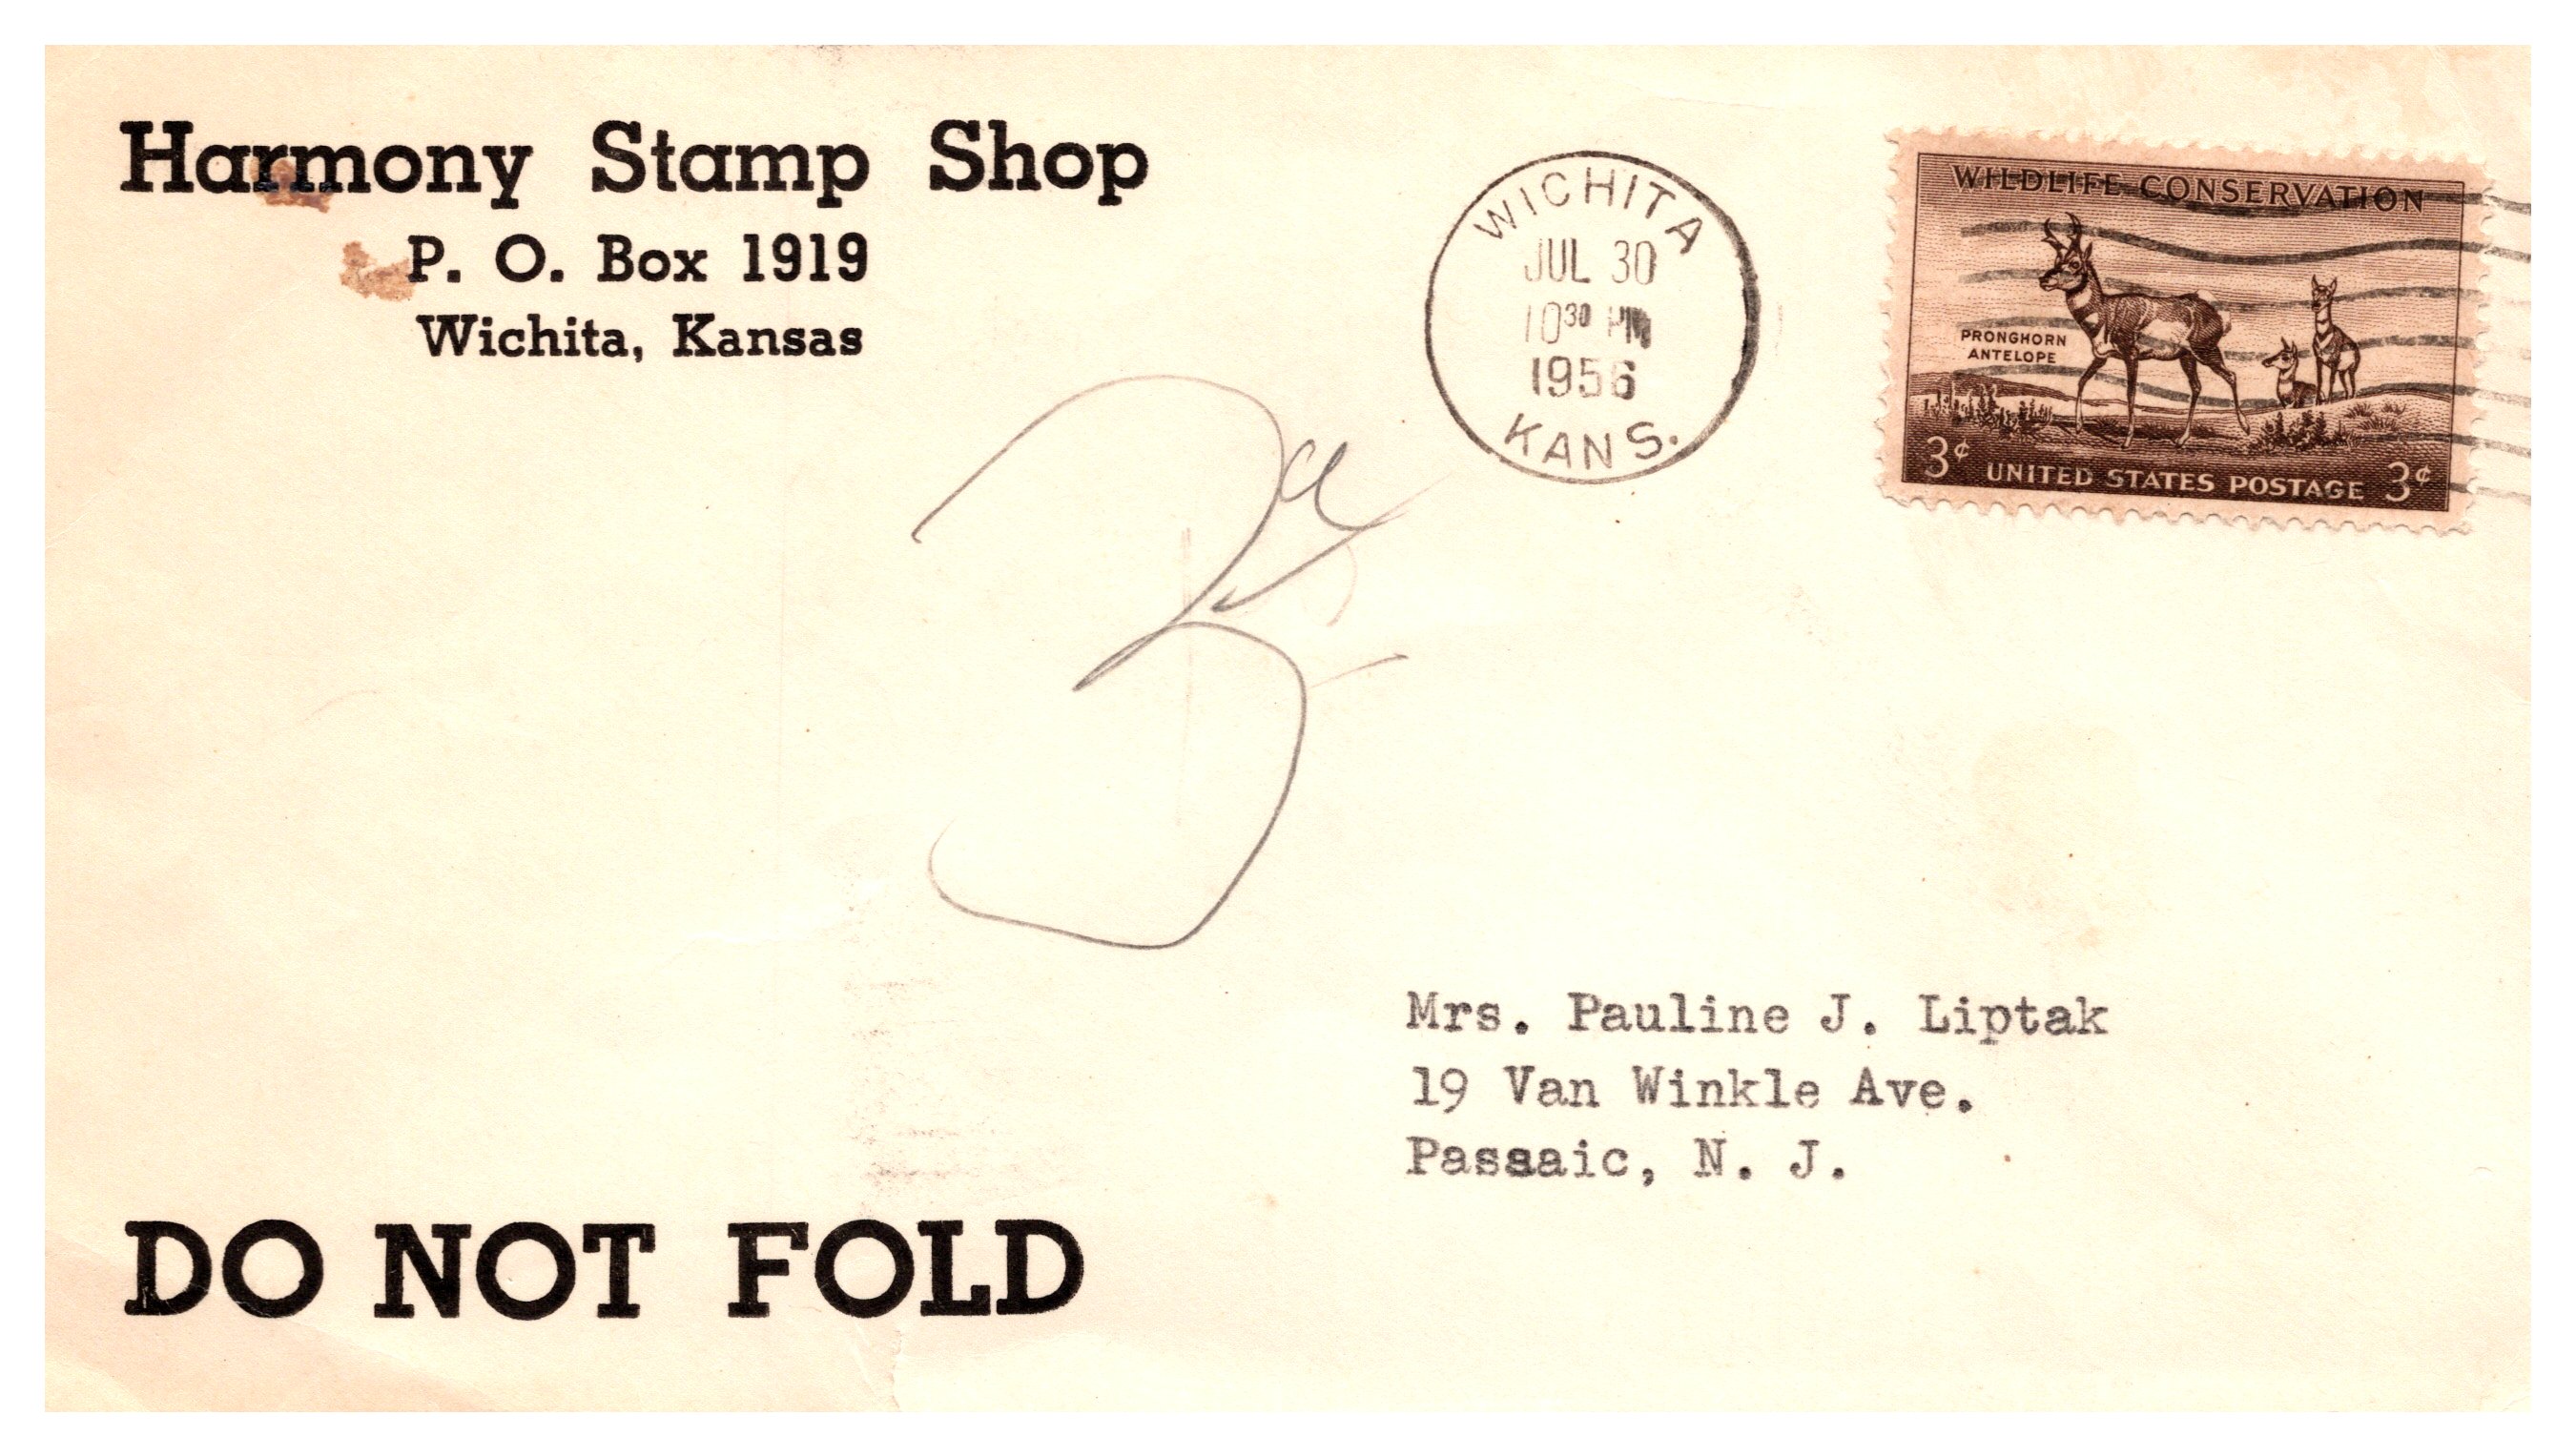 Harmony Stamp Shop
P. O. Box 1919
Wichita, Kansas
WICHITA
JUL 30
10³⁰ PM
1956
KANS.
WILDLIFE CONSERVATION
PRONGHORN
ANTELOPE
3¢ UNITED STATES POSTAGE 3¢
Mrs. Pauline J. Liptak
19 Van Winkle Ave.
Passaic, N. J.
DO NOT FOLD